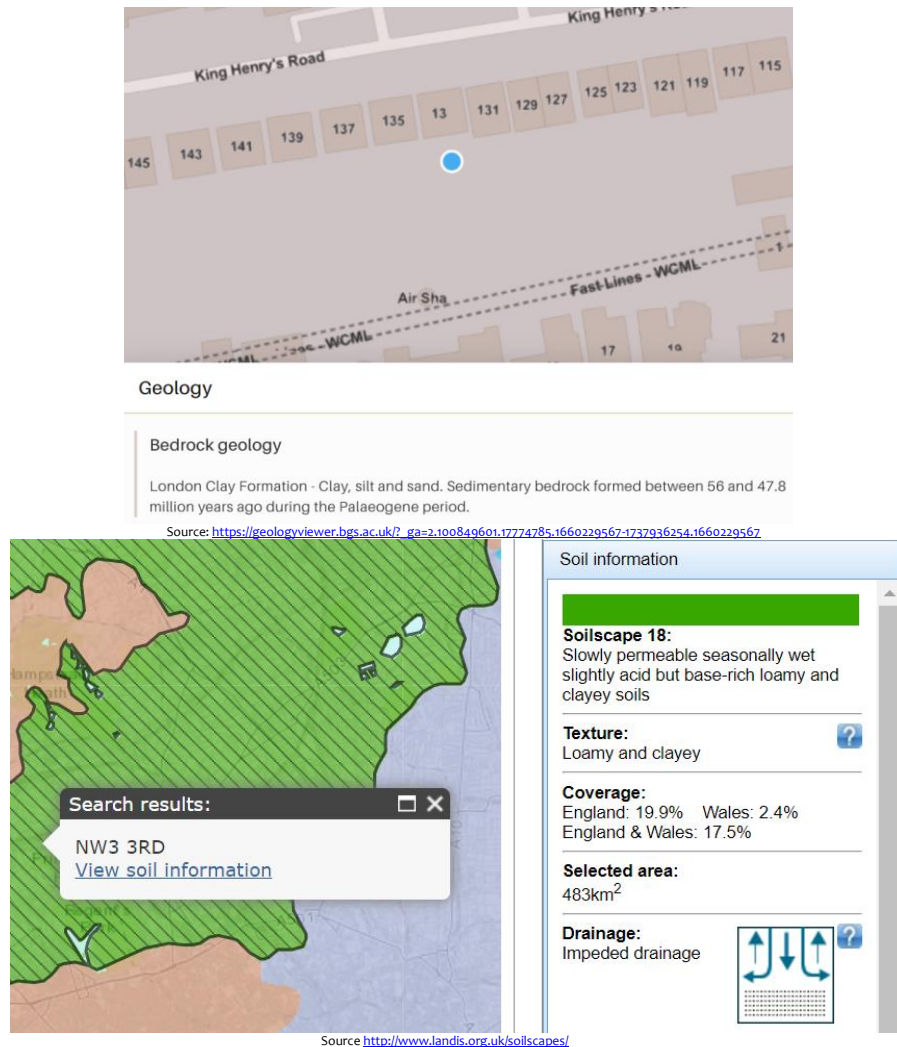 King Henry's Road
King Henry's
145 143 141 139 137 135 13 131 129 127 125 123 121 119 117 115
Air Sha
Fast Lines - WCML
- WCML
17
21
Geology
Bedrock geology
London Clay Formation - Clay, silt and sand. Sedimentary bedrock formed between 56 and 47.8
million years ago during the Palaeogene period.
Source: https://geologyviewer.bgs.ac.uk/?_ga=2.100849601.17774785.1660229567-1737936254.1660229567
Search results:
NW3 3RD
View soil information
Soil information
Soilscape 18:
Slowly permeable seasonally wet
slightly acid but base-rich loamy and
clayey soils
Texture:
Loamy and clayey
Coverage:
England: 19.9% Wales: 2.4%
England & Wales: 17.5%
Selected area:
483km²
Drainage:
Impeded drainage
Source http://www.landis.org.uk/soilscapes/